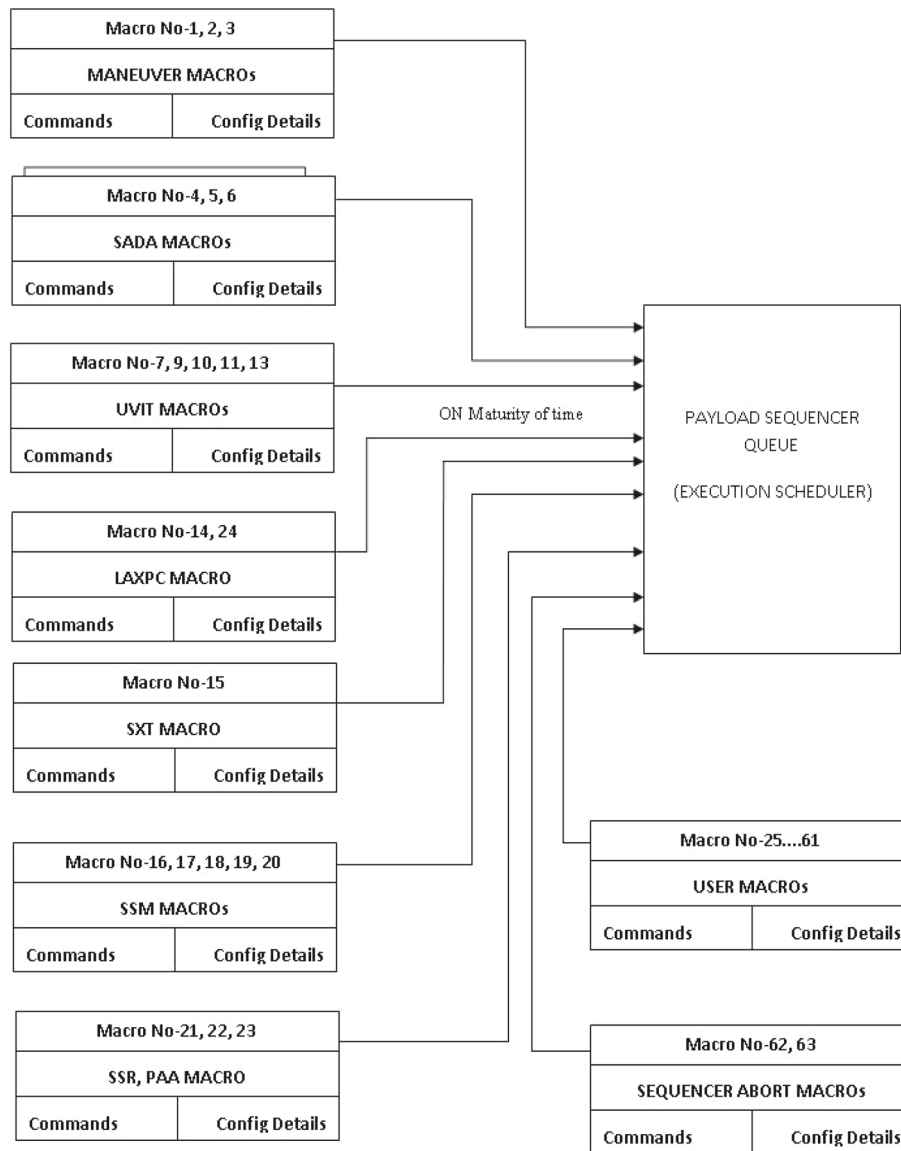 Macro No-1, 2, 3
MANEUVER MACROs
Commands Config Details
Macro No-4, 5, 6
SADA MACROs
Commands Config Details
Macro No-7, 9, 10, 11, 13
UVIT MACROs
Commands Config Details
Macro No-14, 24
LAXPC MACRO
Commands Config Details
Macro No-15
SXT MACRO
Commands Config Details
Macro No-16, 17, 18, 19, 20
SSM MACROs
Commands Config Details
Macro No-21, 22, 23
SSR, PAA MACRO
Commands Config Details
ON Maturity of time
PAYLOAD SEQUENCER
QUEUE
(EXECUTION SCHEDULER)
Macro No-25....61
USER MACROs
Commands Config Details
Macro No-62, 63
SEQUENCER ABORT MACROs
Commands Config Details